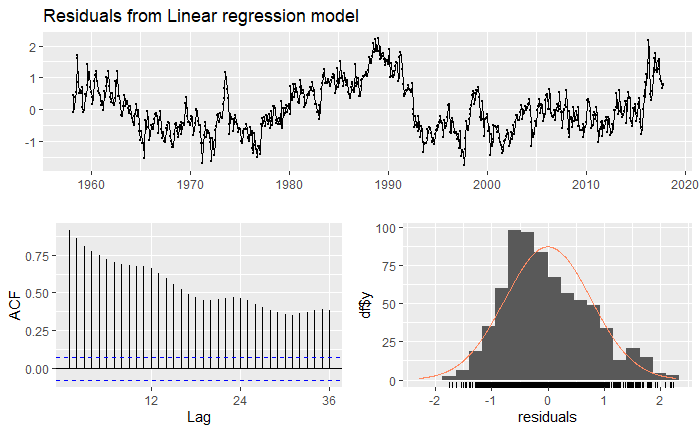 Residuals from Linear regression model
2
1
0
-1
1960 1970 1980 1990 2000 2010 2020
ACF
0.75
0.50
0.25
0.00
12 24 36
Lag
df$y
100
75
50
25
0
-2 -1 0 1 2
residuals